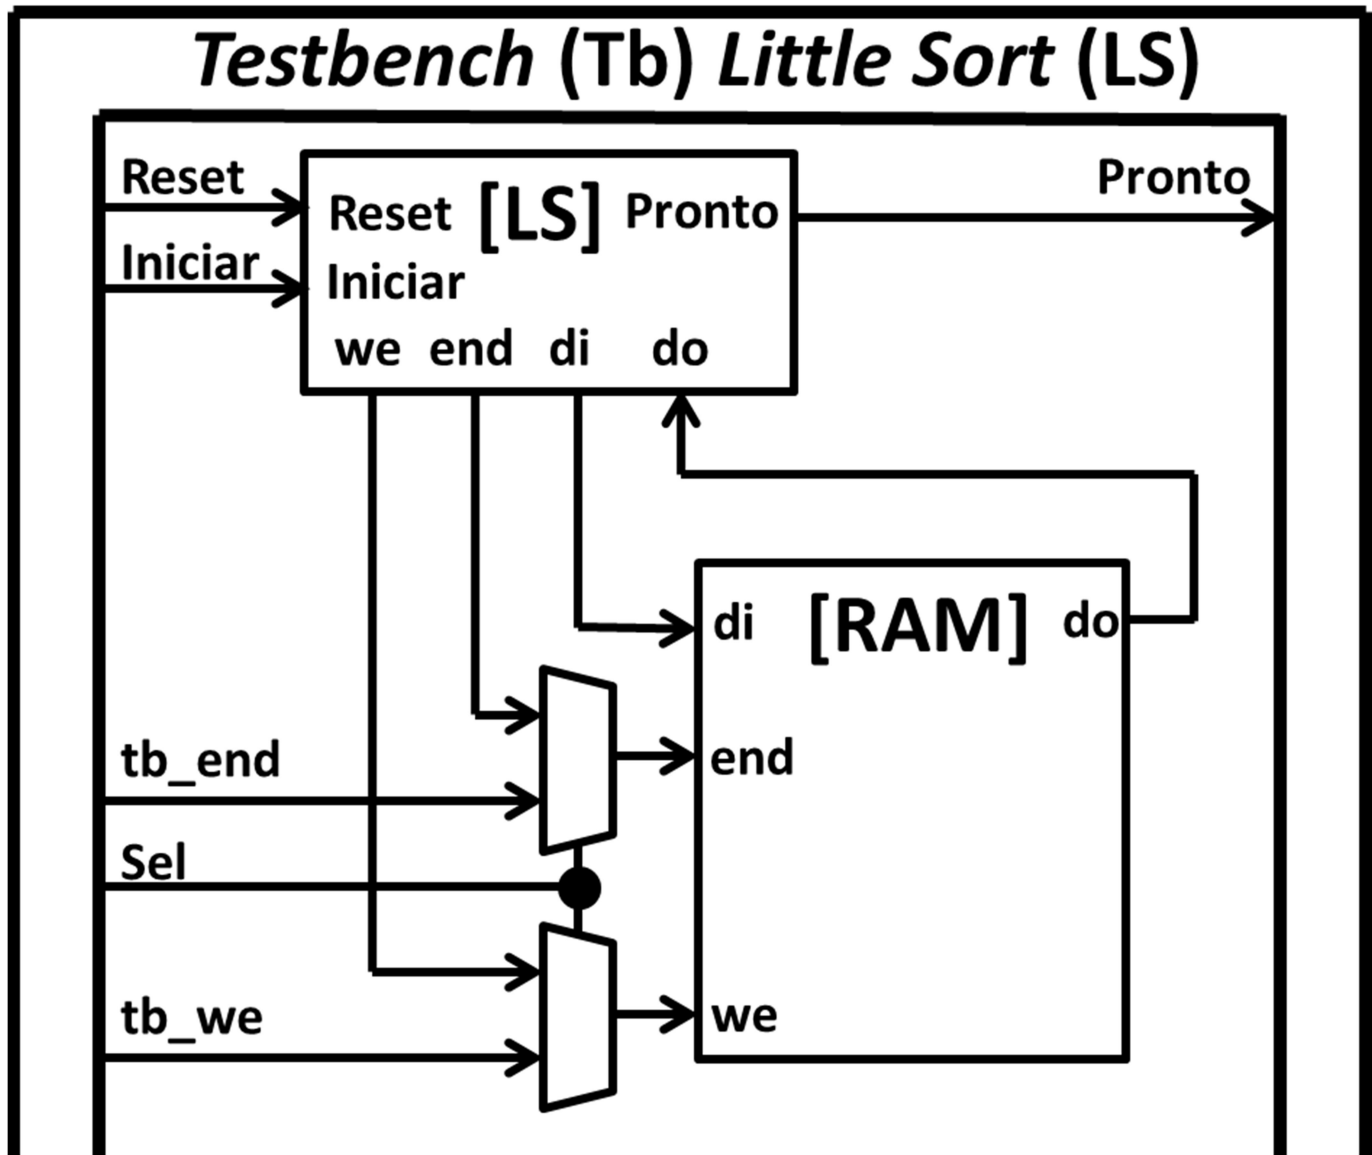 Testbench (Tb) Little Sort (LS)
Reset
Pronto
Reset [LS] Pronto
Iniciar
Iniciar
we end di do
di [RAM] do
tb_end
end
Sel
tb_we
we